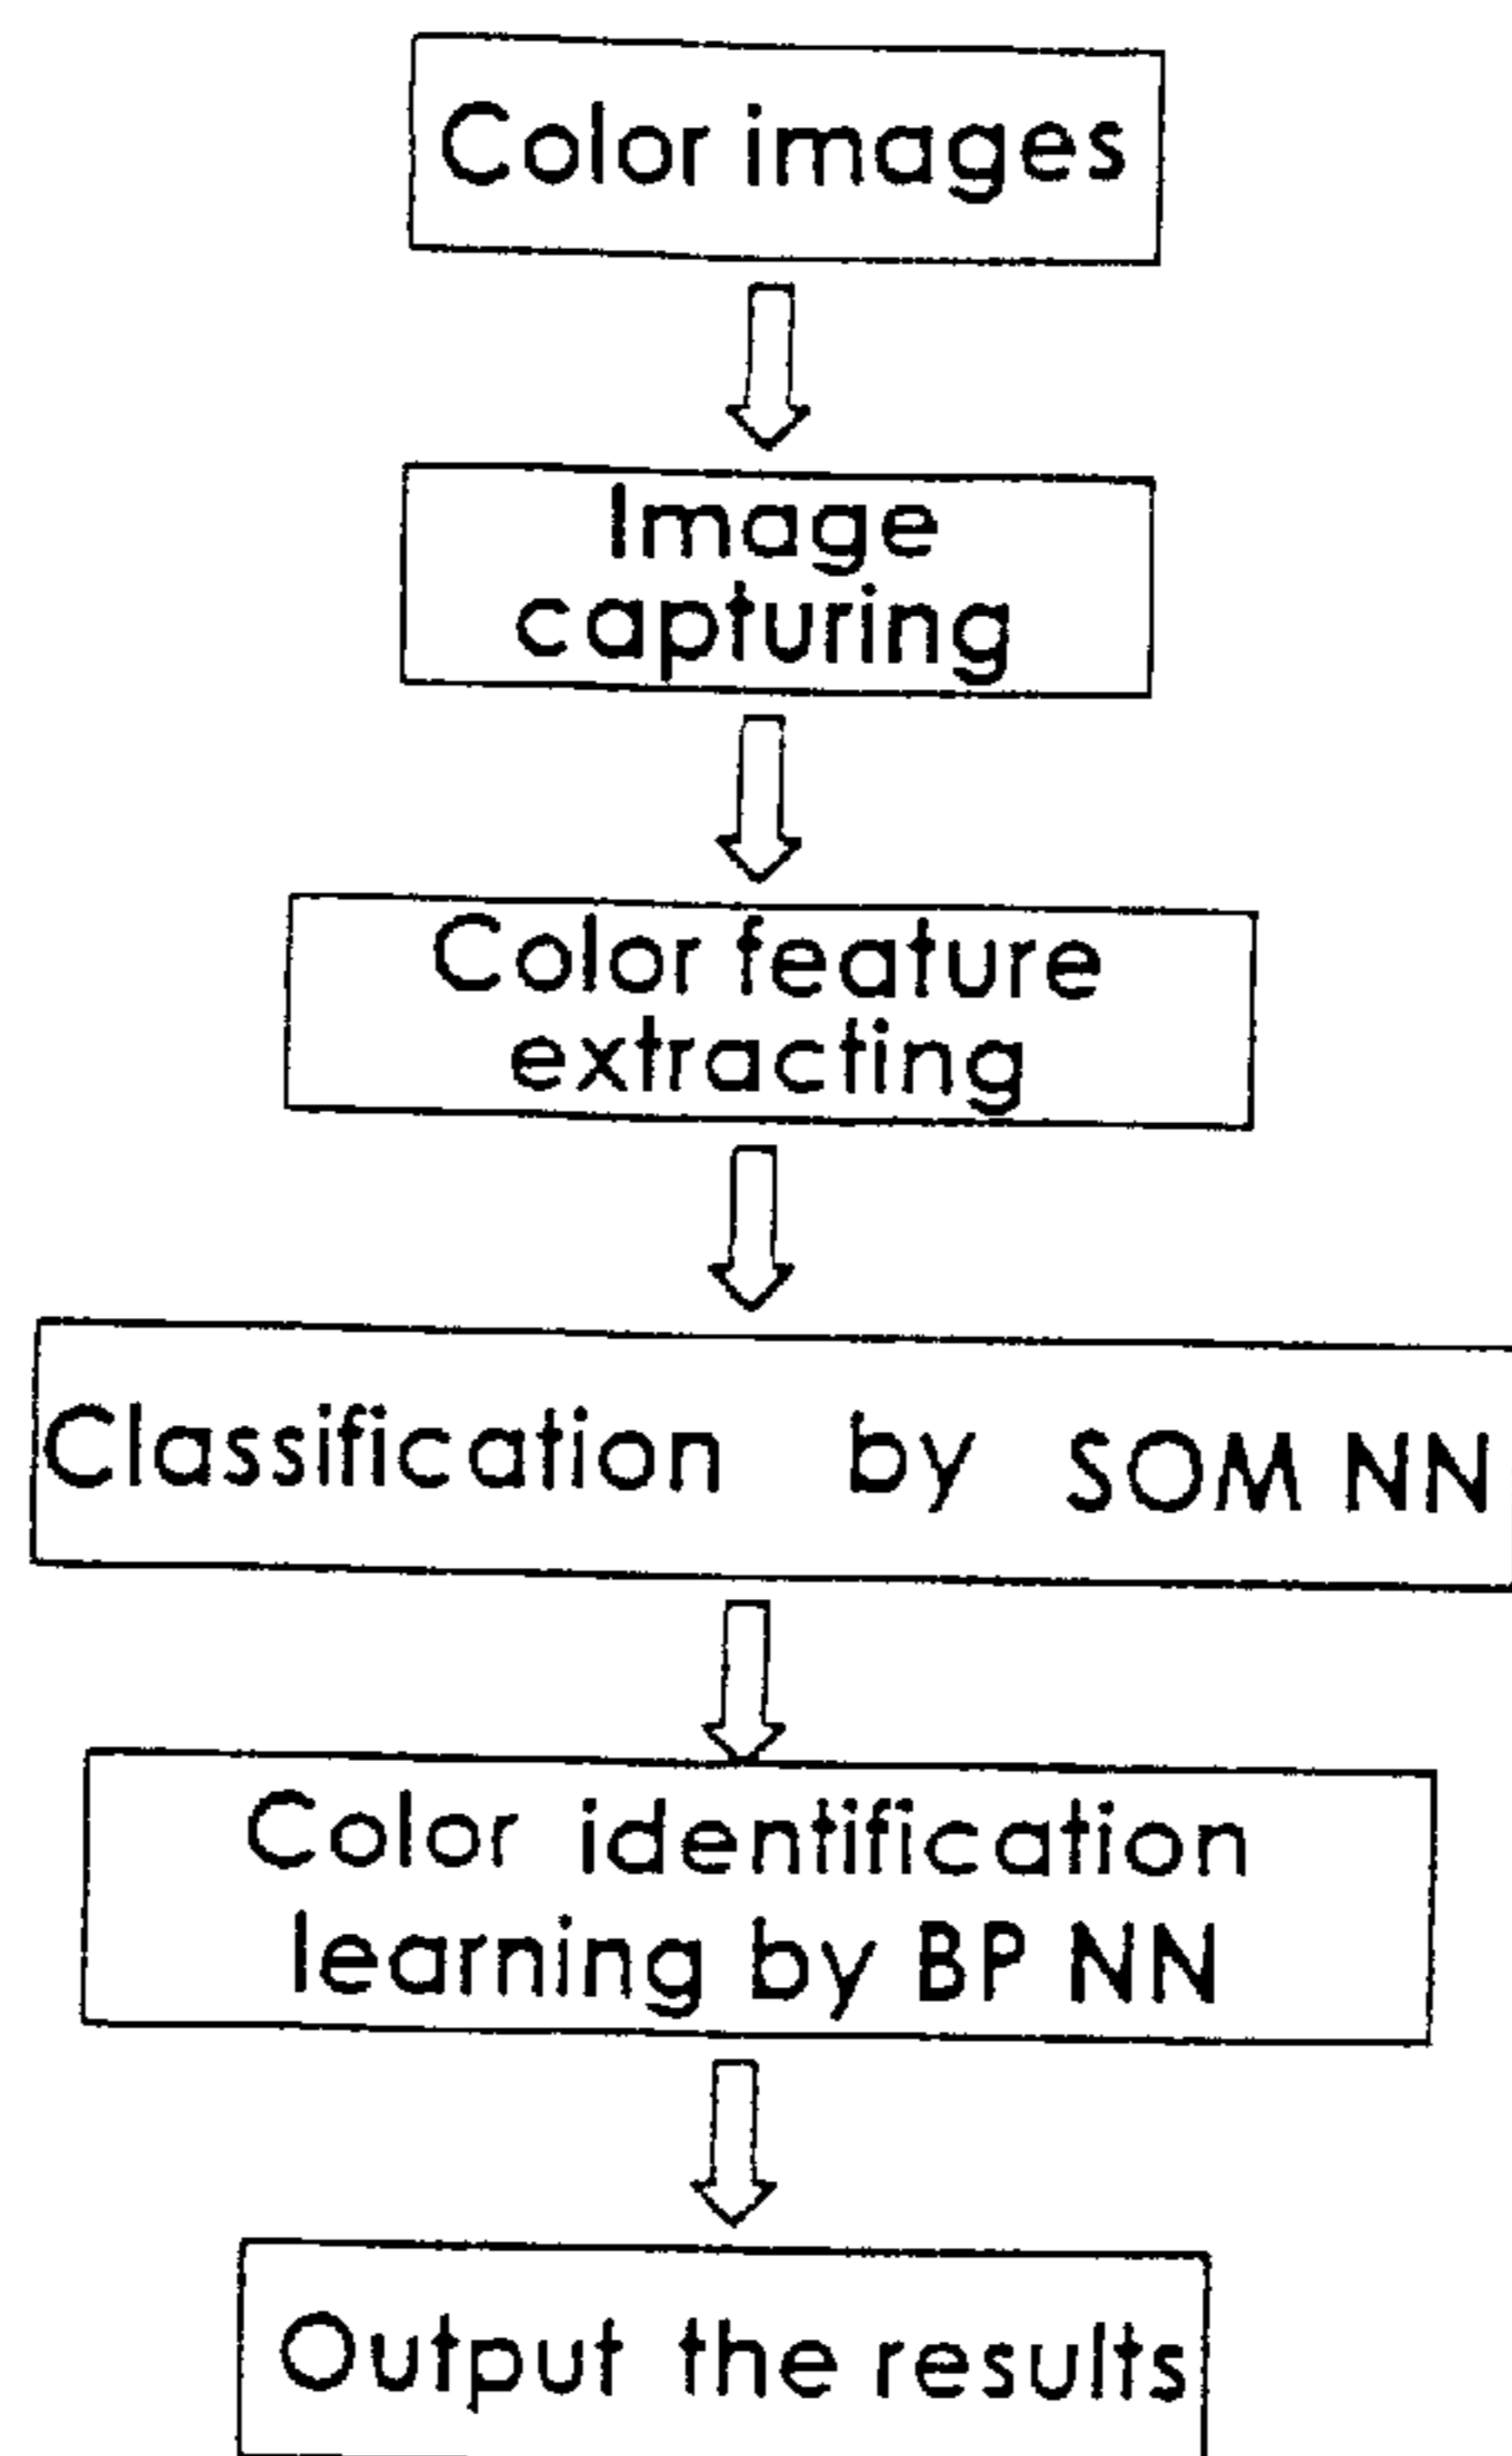 Color images
Image
capturing
Color feature
extracting
Classification by SOM NN
Color identification
learning by BP NN
Output the results